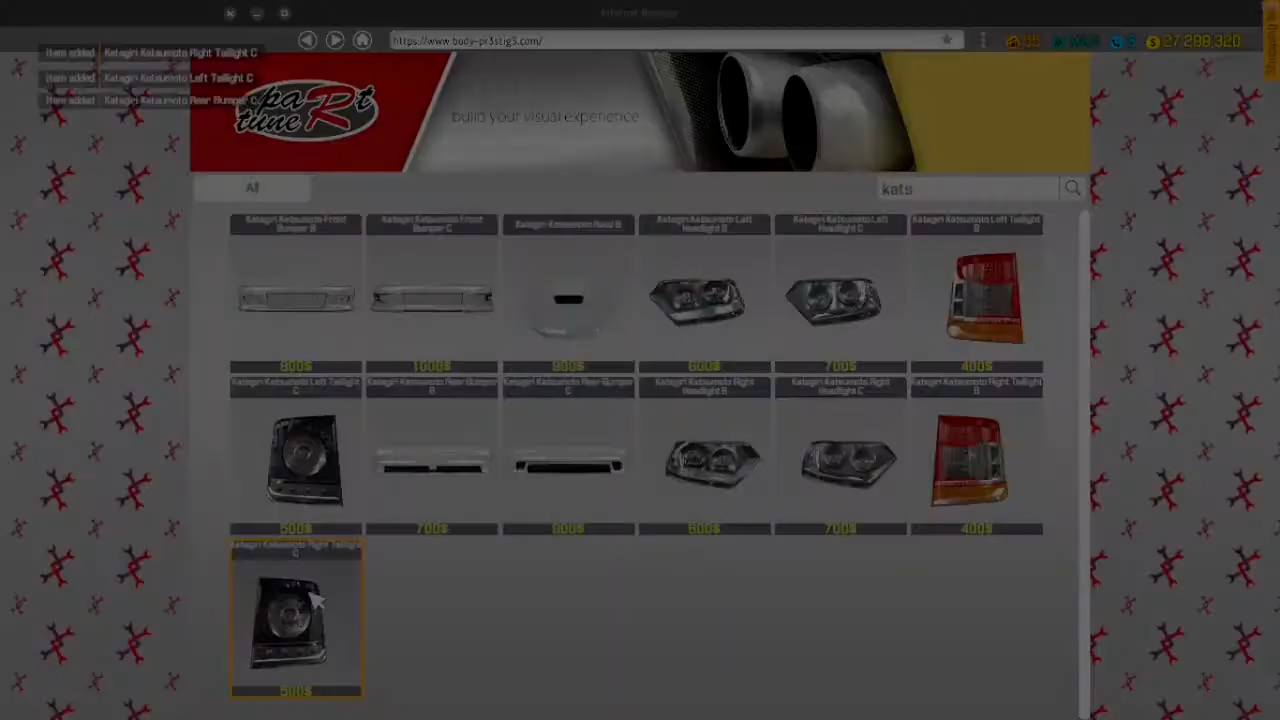 Internet Browser
https://www.body-pr3stig3.com/
27 298 320
Item added Katagiri Katsumoto Right Taillight C
Item added Katagiri Katsumoto Left Taillight C
Item added Katagiri Katsumoto Rear Bumper C
paRt
tune
build your visual experience
All
kats
Katagiri Katsumoto Front
Bumper B
Katagiri Katsumoto Front
Bumper C
Katagiri Katsumoto Hood B
Katagiri Katsumoto Left
Headlight B
Katagiri Katsumoto Left
Headlight C
Katagiri Katsumoto Left Taillight
B
800$
1000$
900$
600$
700$
400$
Katagiri Katsumoto Left Taillight
C
Katagiri Katsumoto Rear Bumper
B
Katagiri Katsumoto Rear Bumper
C
Katagiri Katsumoto Right
Headlight B
Katagiri Katsumoto Right
Headlight C
Katagiri Katsumoto Right Taillight
B
500$
700$
900$
600$
700$
400$
Katagiri Katsumoto Right Taillight
C
500$